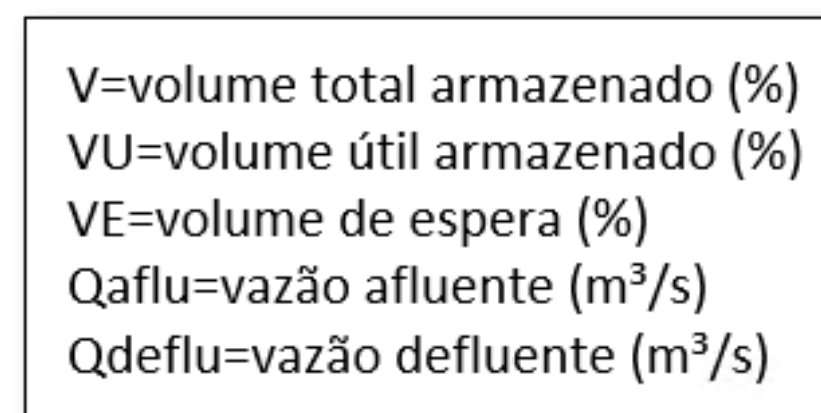 V=volume total armazenado (%)
VU=volume útil armazenado (%)
VE=volume de espera (%)
Qaflu=vazão afluente (m³/s)
Qdeflu=vazão defluente (m³/s)